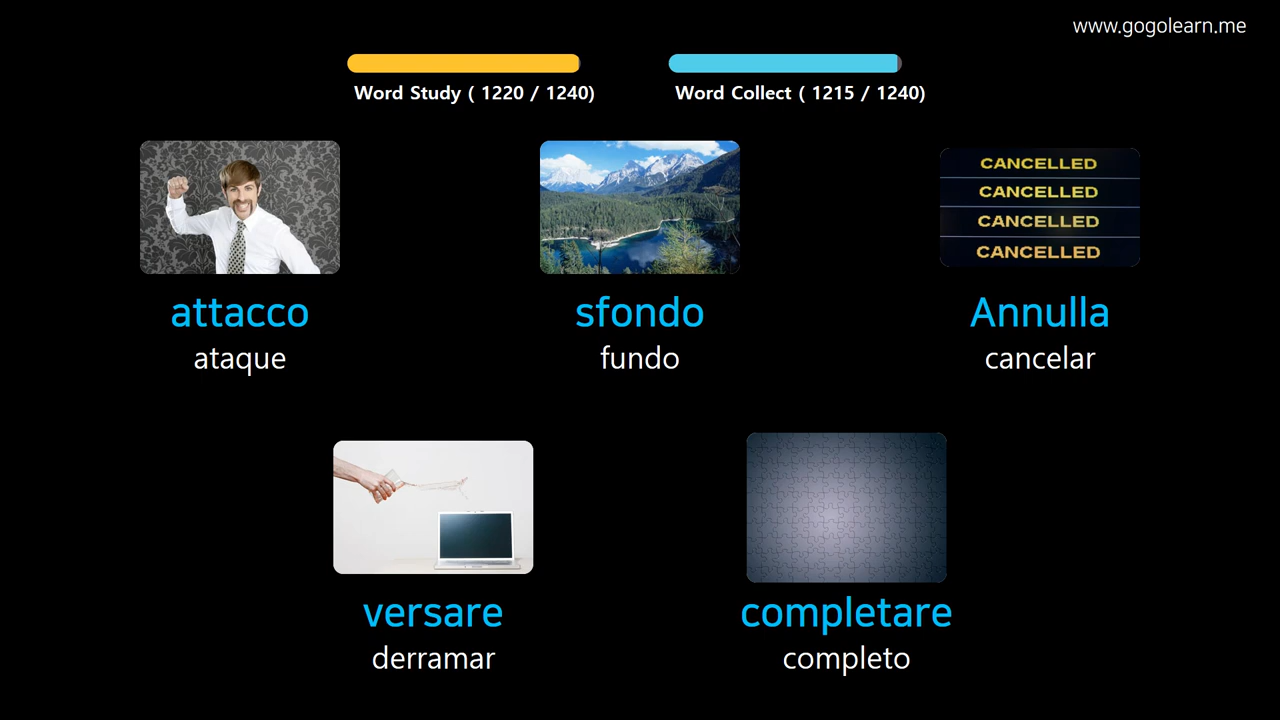 www.gogolearn.me
Word Study ( 1220 / 1240)
Word Collect ( 1215 / 1240)
CANCELLED
CANCELLED
CANCELLED
CANCELLED
attacco
sfondo
Annulla
ataque
fundo
cancelar
versare
completare
derramar
completo